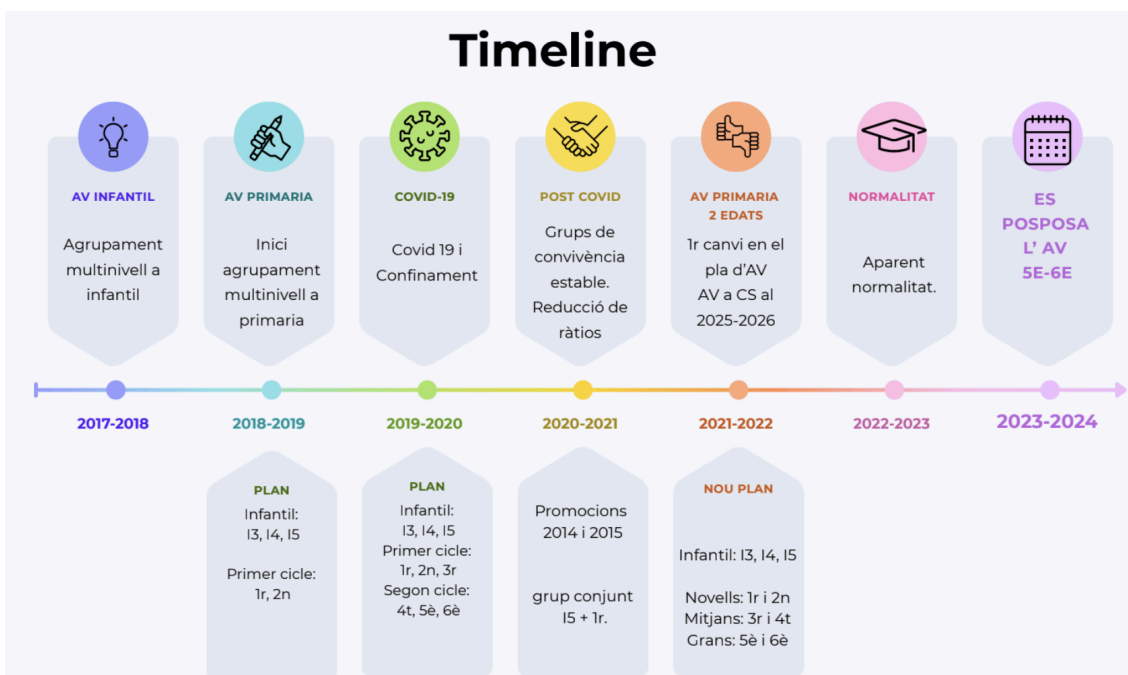 Timeline
AV INFANTIL
Agrupament
multinivell a
infantil
AV PRIMARIA
Inici
agrupament
multinivell a
primaria
COVID-19
Covid 19 i
Confinament
POST COVID
Grups de
convivència
estable.
Reducció de
ràtios
AV PRIMARIA
2 EDATS
1r canvi en el
pla d’AV
AV a CS al
2025-2026
NORMALITAT
Aparent
normalitat.
ES
POSPOSA
L’ AV
5E-6E
2017-2018
2018-2019
2019-2020
2020-2021
2021-2022
2022-2023
2023-2024
PLAN
Infantil:
I3, I4, I5
Primer cicle:
1r, 2n
PLAN
Infantil:
I3, I4, I5
Primer cicle:
1r, 2n, 3r
Segon cicle:
4t, 5è, 6è
Promocions
2014 i 2015
grup conjunt
I5 + 1r.
NOU PLAN
Infantil: I3, I4, I5
Novells: 1r i 2n
Mitjans: 3r i 4t
Grans: 5è i 6è